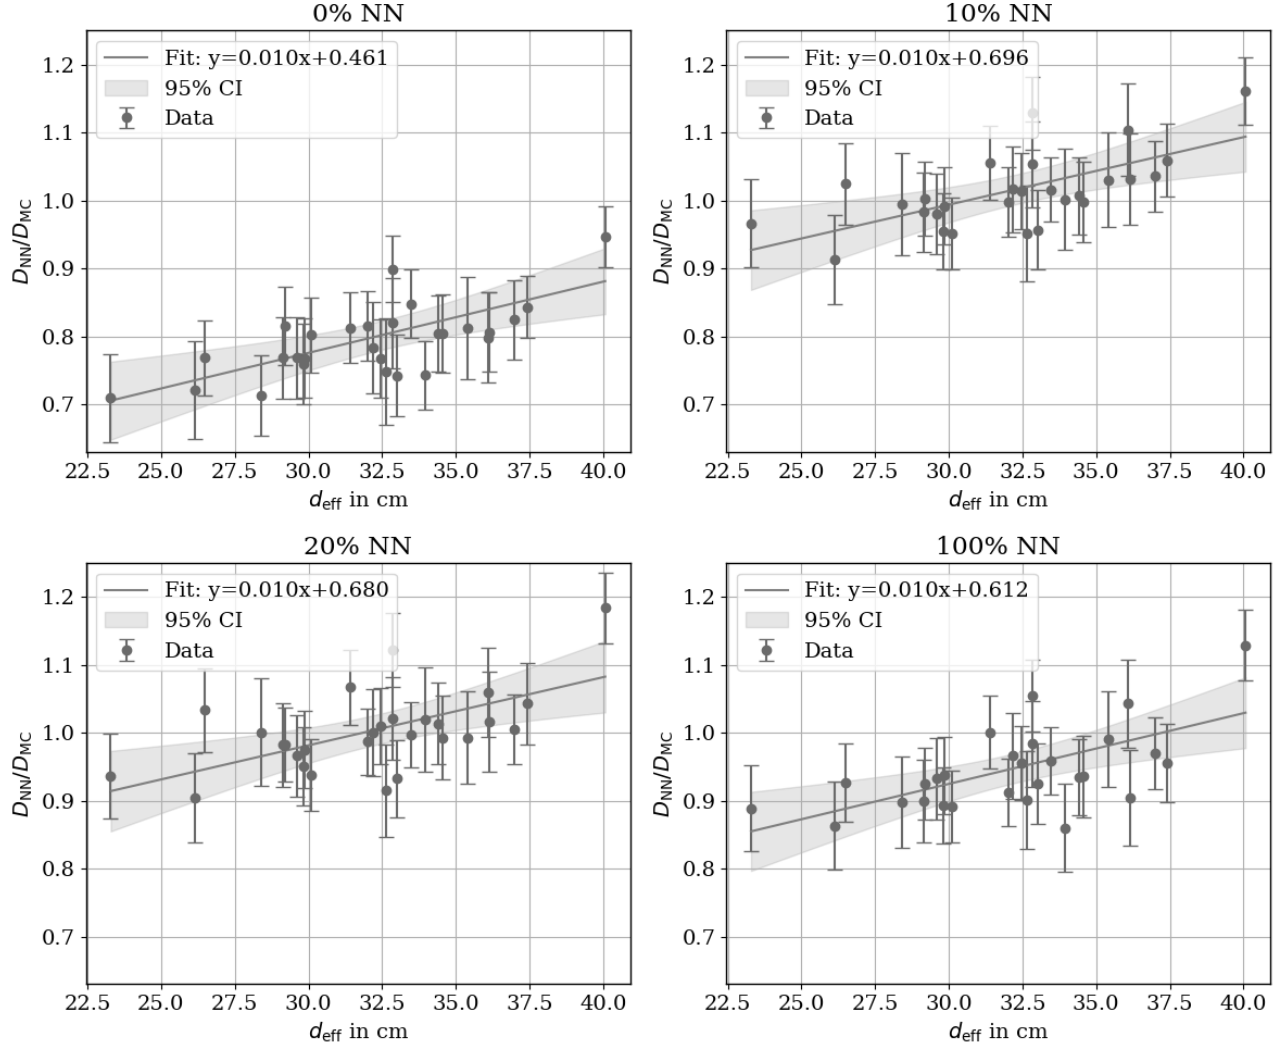 0% NN
Fit: y=0.010x+0.461
95% CI
Data
1.2
1.1
1.0
0.9
0.8
0.7
D_NN/D_MC
22.5 25.0 27.5 30.0 32.5 35.0 37.5 40.0
d_eff in cm
10% NN
Fit: y=0.010x+0.696
95% CI
Data
1.2
1.1
1.0
0.9
0.8
0.7
D_NN/D_MC
22.5 25.0 27.5 30.0 32.5 35.0 37.5 40.0
d_eff in cm
20% NN
Fit: y=0.010x+0.680
95% CI
Data
1.2
1.1
1.0
0.9
0.8
0.7
D_NN/D_MC
22.5 25.0 27.5 30.0 32.5 35.0 37.5 40.0
d_eff in cm
100% NN
Fit: y=0.010x+0.612
95% CI
Data
1.2
1.1
1.0
0.9
0.8
0.7
D_NN/D_MC
22.5 25.0 27.5 30.0 32.5 35.0 37.5 40.0
d_eff in cm